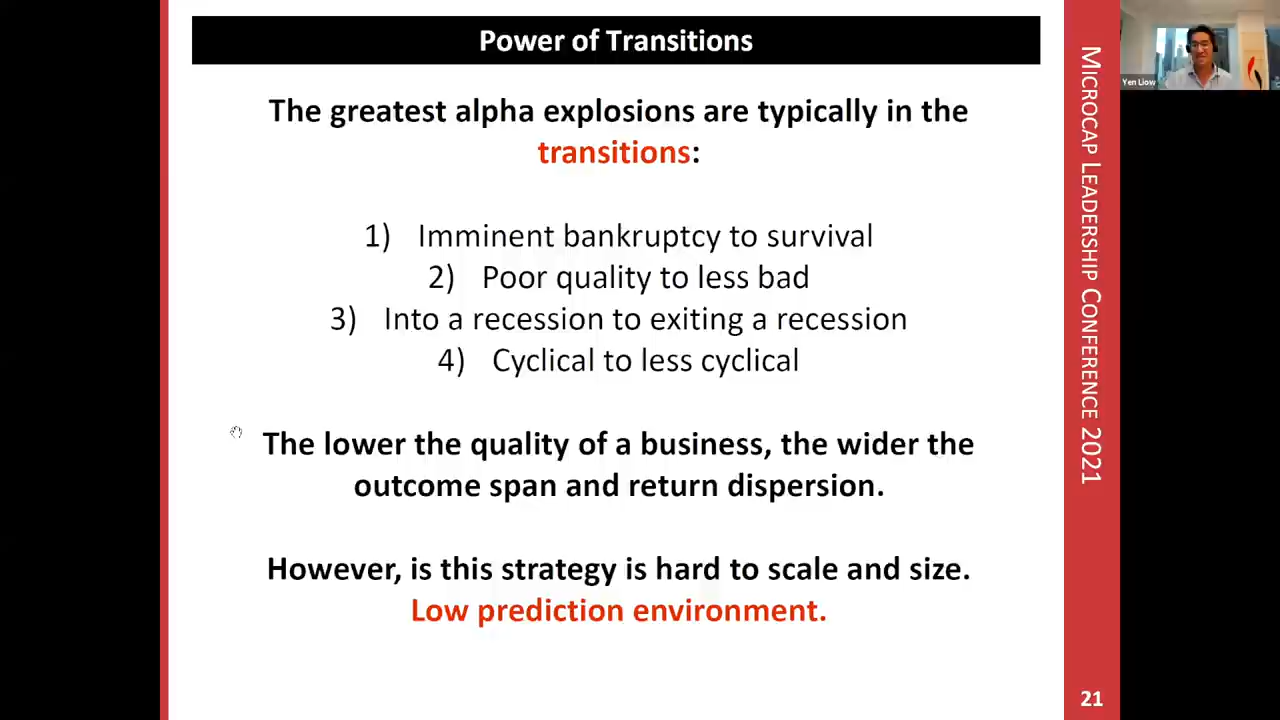 Power of Transitions
The greatest alpha explosions are typically in the
transitions:
1) Imminent bankruptcy to survival
2) Poor quality to less bad
3) Into a recession to exiting a recession
4) Cyclical to less cyclical
The lower the quality of a business, the wider the
outcome span and return dispersion.
However, is this strategy is hard to scale and size.
Low prediction environment.
MICROCAP LEADERSHIP CONFERENCE 2021
21
Yen Liow